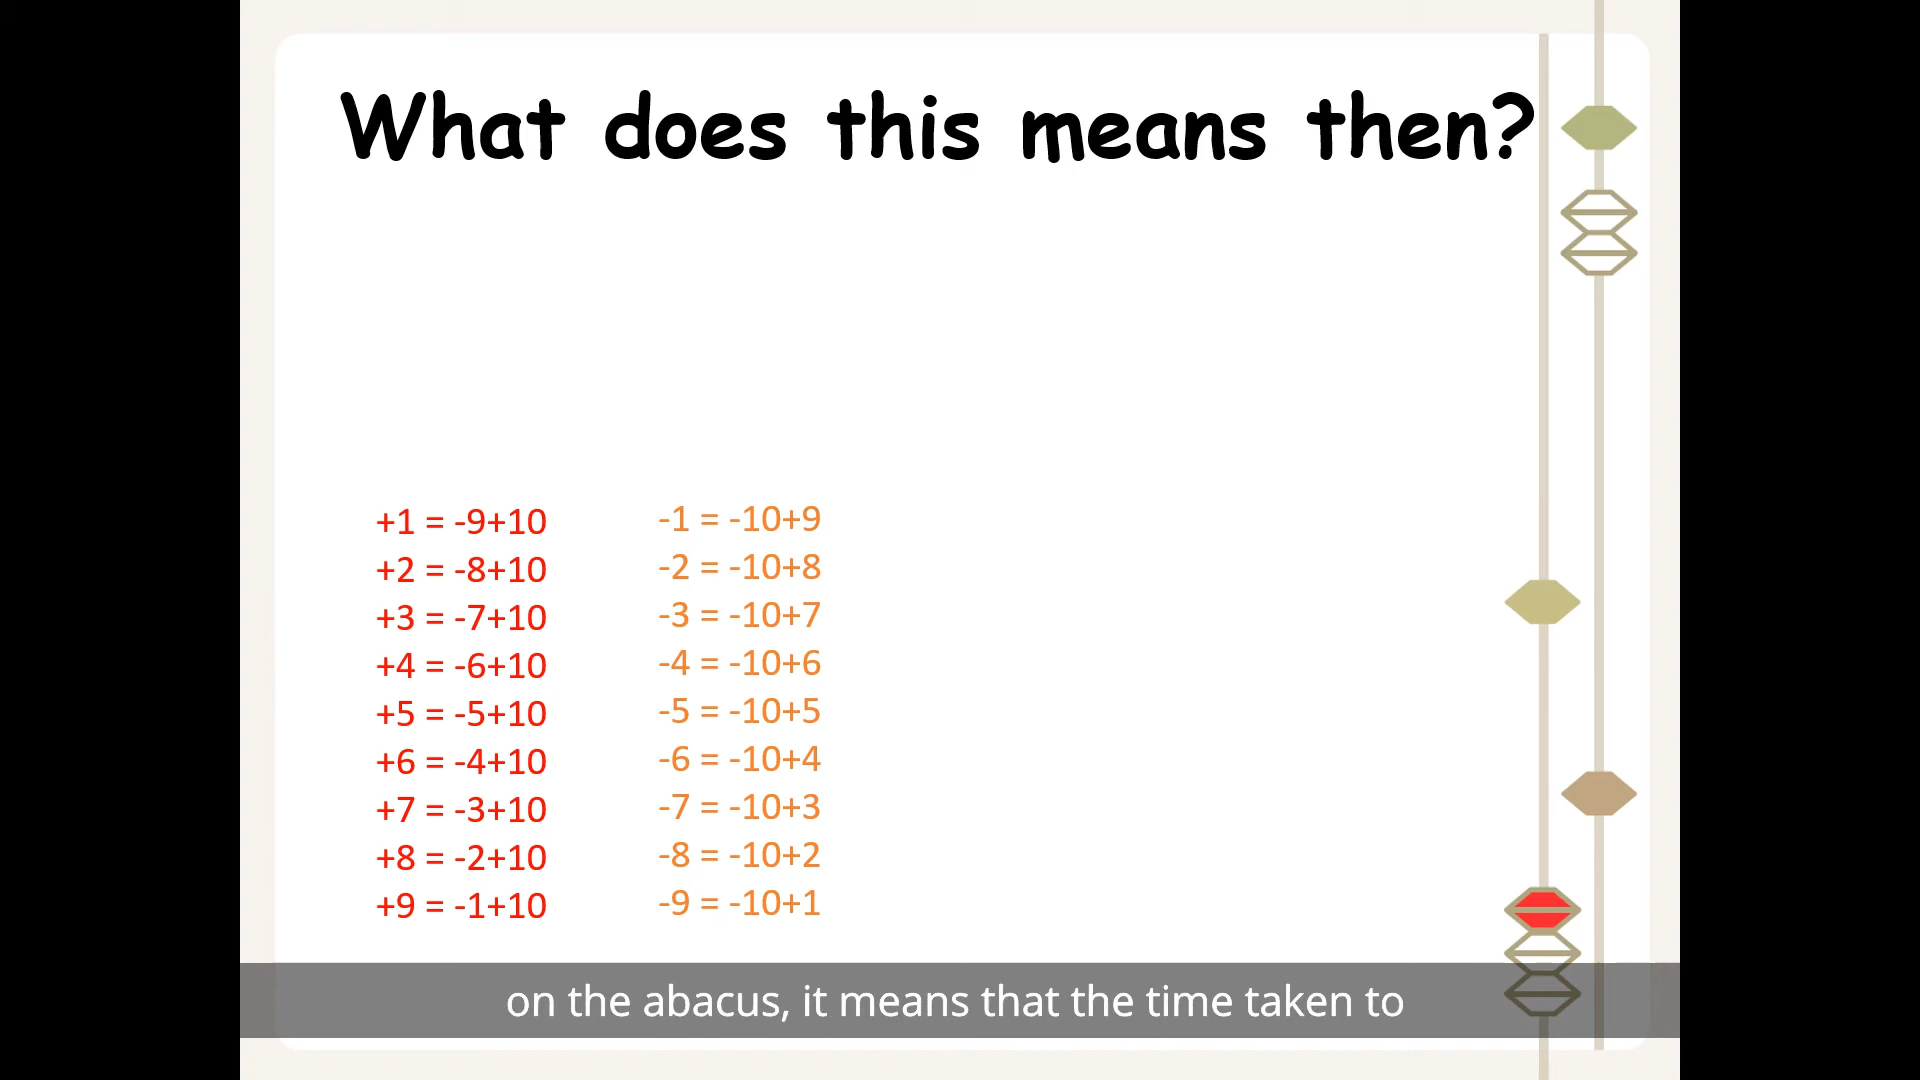 What does this means then?
+1 = -9+10
+2 = -8+10
+3 = -7+10
+4 = -6+10
+5 = -5+10
+6 = -4+10
+7 = -3+10
+8 = -2+10
+9 = -1+10
-1 = -10+9
-2 = -10+8
-3 = -10+7
-4 = -10+6
-5 = -10+5
-6 = -10+4
-7 = -10+3
-8 = -10+2
-9 = -10+1
on the abacus, it means that the time taken to